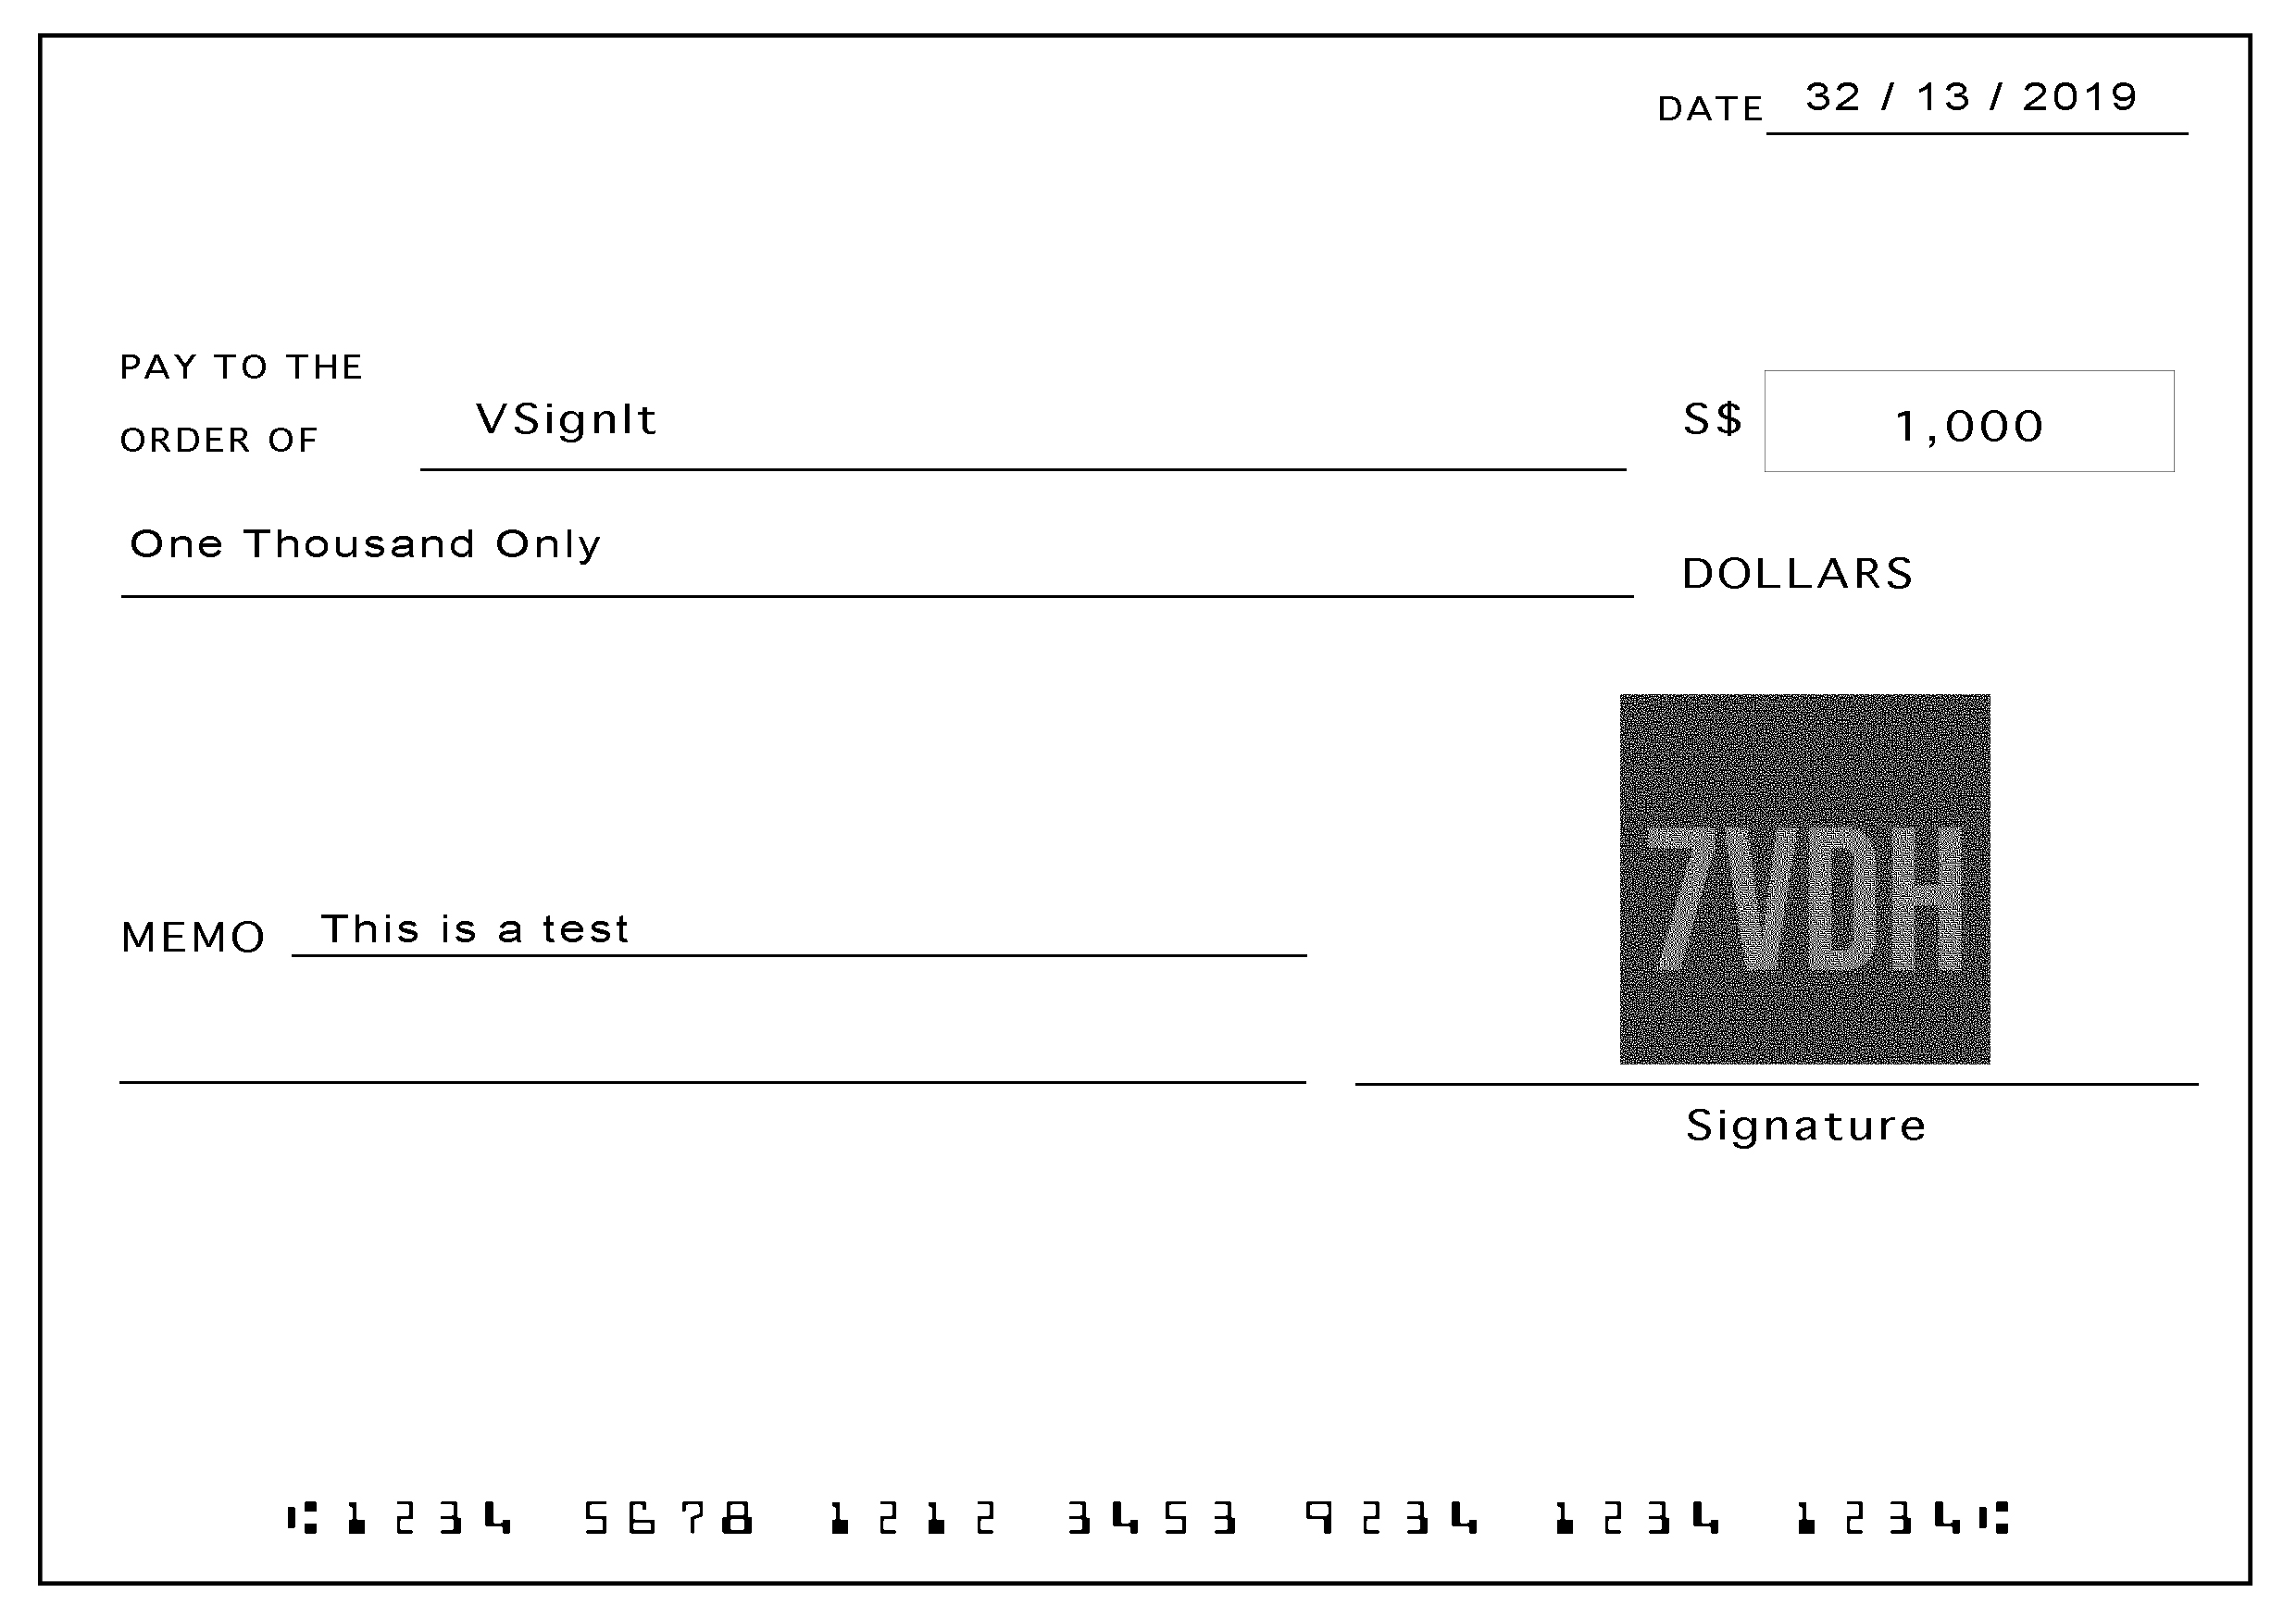 DATE 32 / 13 / 2019
PAY TO THE
ORDER OF VSignIt S$ 1,000
One Thousand Only DOLLARS
7VDH
MEMO This is a test
Signature
⑆1234 5678 1212 3453 9234 1234 1234⑆